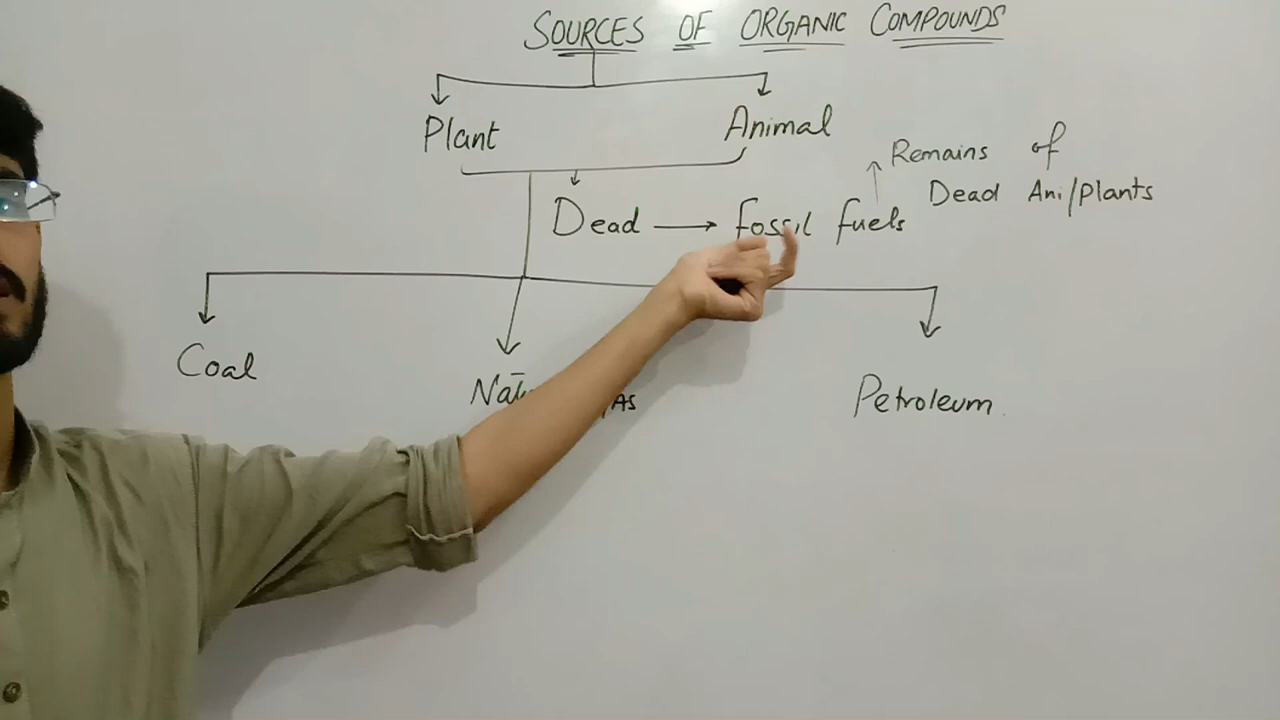 SOURCES OF ORGANIC COMPOUNDS
Plant Animal
Remains of
Dead Ani/Plants
Dead → fossil fuels
Coal
Petroleum